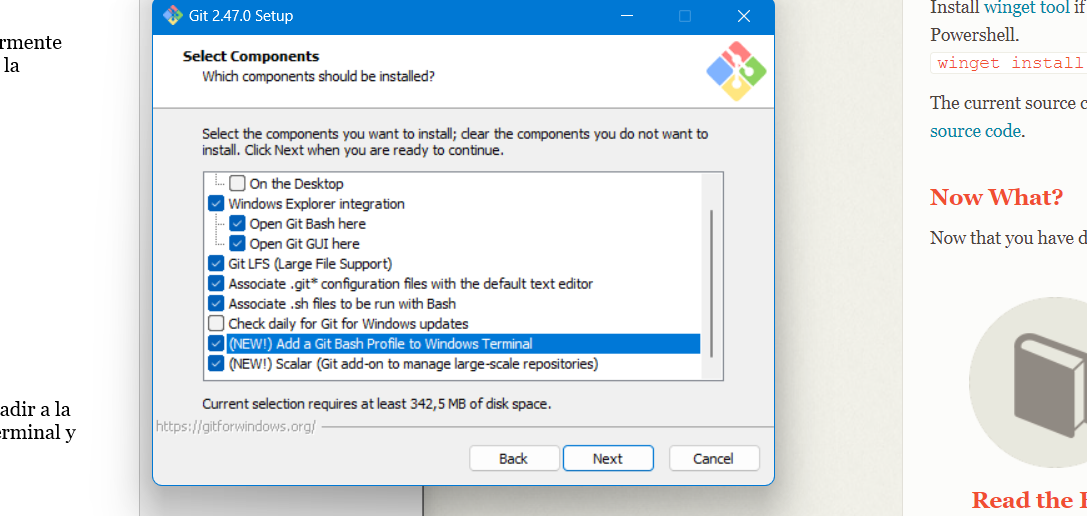 Git 2.47.0 Setup
Select Components
Which components should be installed?
Select the components you want to install; clear the components you do not want to
install. Click Next when you are ready to continue.
On the Desktop
Windows Explorer integration
Open Git Bash here
Open Git GUI here
Git LFS (Large File Support)
Associate .git* configuration files with the default text editor
Associate .sh files to be run with Bash
Check daily for Git for Windows updates
(NEW!) Add a Git Bash Profile to Windows Terminal
(NEW!) Scalar (Git add-on to manage large-scale repositories)
Current selection requires at least 342,5 MB of disk space.
https://gitforwindows.org/
Back
Next
Cancel
rmente
la
adir a la
erminal y
Install winget tool if
Powershell.
winget install
The current source c
source code.
Now What?
Now that you have d
Read the